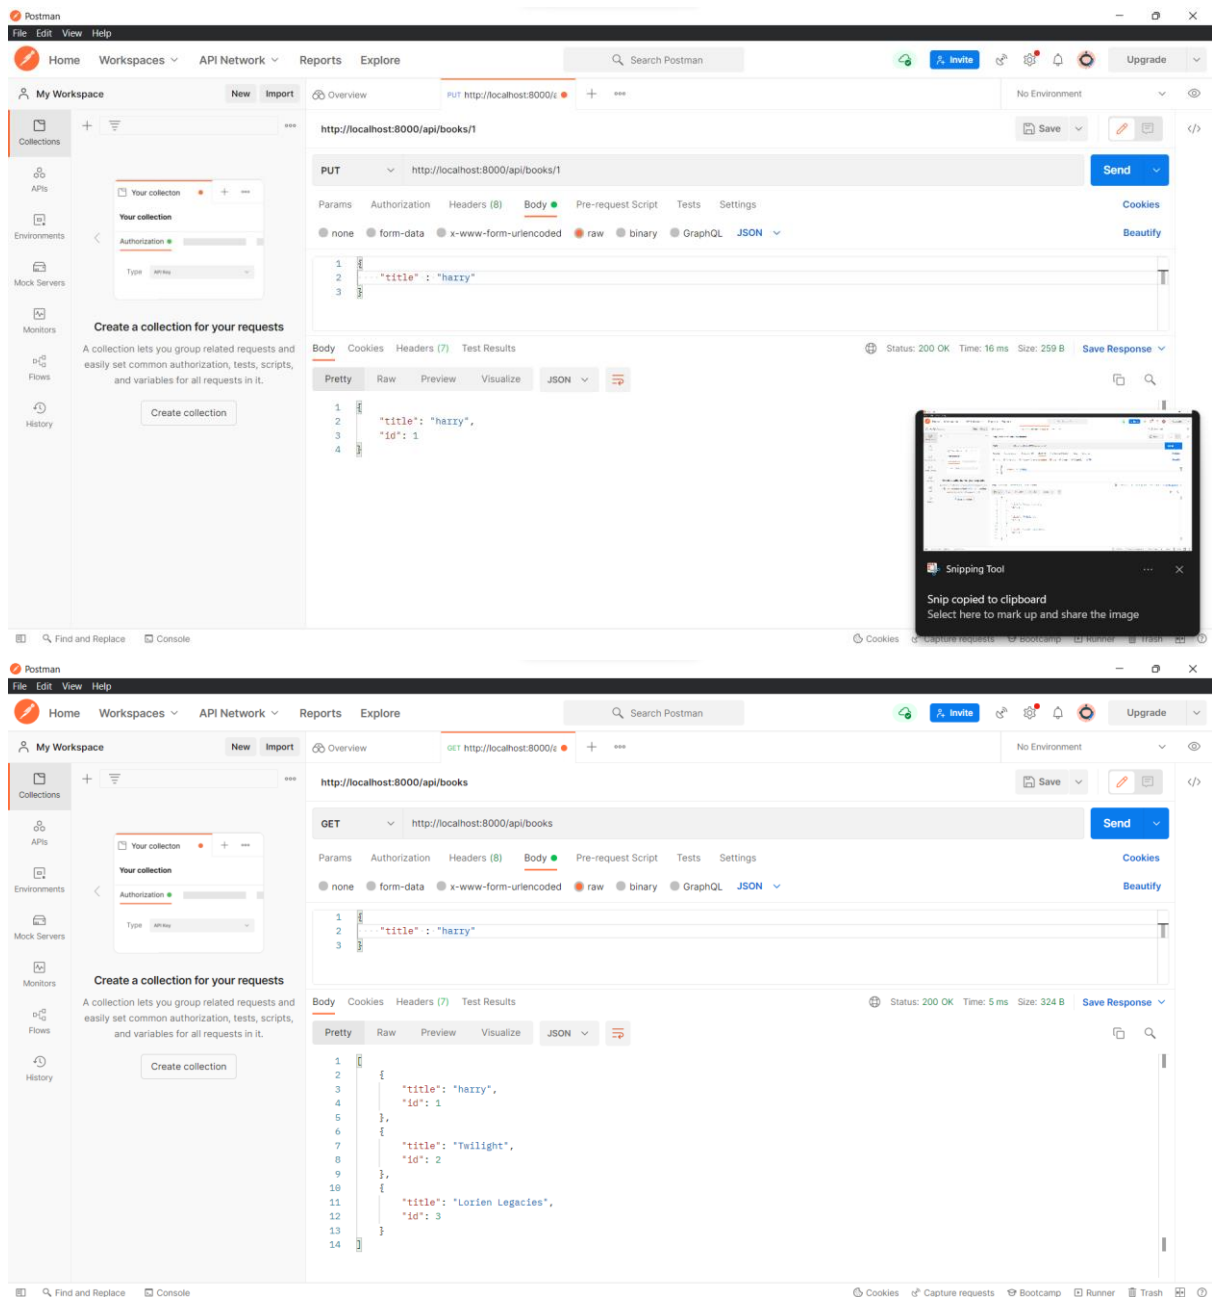 Postman
File Edit View Help
Home Workspaces API Network Reports Explore Search Postman Invite Upgrade
My Workspace New Import Overview PUT http://localhost:8000/a No Environment
Collections
http://localhost:8000/api/books/1 Save
APIs
PUT http://localhost:8000/api/books/1 Send
Your collecton
Params Authorization Headers (8) Body Pre-request Script Tests Settings Cookies
Your collection
Environments
none form-data x-www-form-urlencoded raw binary GraphQL JSON Beautify
Authorization
1 {
Type API Key
2 "title" : "harry"
Mock Servers
3 }
Monitors
Create a collection for your requests
A collection lets you group related requests and
easily set common authorization, tests, scripts,
and variables for all requests in it.
Flows
Create collection
History
Body Cookies Headers (7) Test Results Status: 200 OK Time: 16 ms Size: 259 B Save Response
Pretty Raw Preview Visualize JSON
1 {
2 "title": "harry",
3 "id": 1
4 }
Snipping Tool
Snip copied to clipboard
Select here to mark up and share the image
Find and Replace Console Cookies Capture requests Bootcamp Runner Trash
Postman
File Edit View Help
Home Workspaces API Network Reports Explore Search Postman Invite Upgrade
My Workspace New Import Overview GET http://localhost:8000/a No Environment
Collections
http://localhost:8000/api/books Save
APIs
GET http://localhost:8000/api/books Send
Your collecton
Params Authorization Headers (8) Body Pre-request Script Tests Settings Cookies
Your collection
Environments
none form-data x-www-form-urlencoded raw binary GraphQL JSON Beautify
Authorization
1 {
Type API Key
2 "title" : "harry"
Mock Servers
3 }
Monitors
Create a collection for your requests
A collection lets you group related requests and
easily set common authorization, tests, scripts,
and variables for all requests in it.
Flows
Create collection
History
Body Cookies Headers (7) Test Results Status: 200 OK Time: 5 ms Size: 324 B Save Response
Pretty Raw Preview Visualize JSON
1 [
2 {
3 "title": "harry",
4 "id": 1
5 },
6 {
7 "title": "Twilight",
8 "id": 2
9 },
10 {
11 "title": "Lorien Legacies",
12 "id": 3
13 }
14 ]
Find and Replace Console Cookies Capture requests Bootcamp Runner Trash